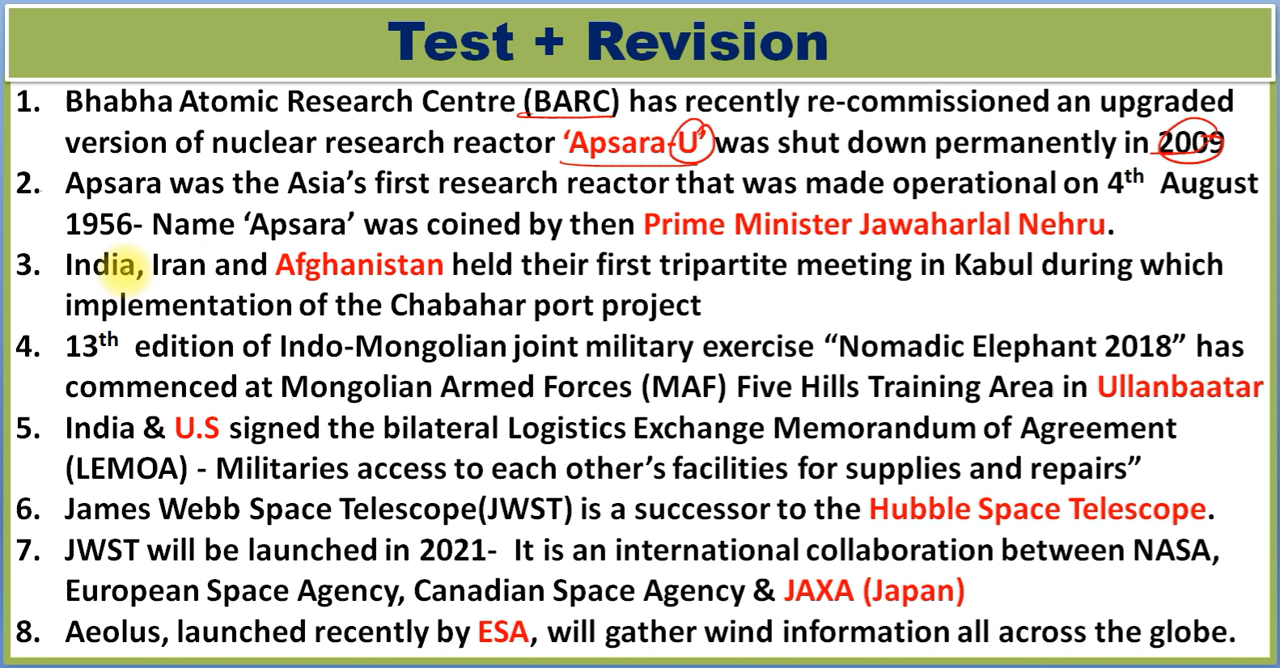 Test + Revision
1. Bhabha Atomic Research Centre (BARC) has recently re-commissioned an upgraded
version of nuclear research reactor ‘Apsara-U’ was shut down permanently in 2009
2. Apsara was the Asia’s first research reactor that was made operational on 4th August
1956- Name ‘Apsara’ was coined by then Prime Minister Jawaharlal Nehru.
3. India, Iran and Afghanistan held their first tripartite meeting in Kabul during which
implementation of the Chabahar port project
4. 13th edition of Indo-Mongolian joint military exercise “Nomadic Elephant 2018” has
commenced at Mongolian Armed Forces (MAF) Five Hills Training Area in Ullanbaatar
5. India & U.S signed the bilateral Logistics Exchange Memorandum of Agreement
(LEMOA) - Militaries access to each other’s facilities for supplies and repairs”
6. James Webb Space Telescope(JWST) is a successor to the Hubble Space Telescope.
7. JWST will be launched in 2021- It is an international collaboration between NASA,
European Space Agency, Canadian Space Agency & JAXA (Japan)
8. Aeolus, launched recently by ESA, will gather wind information all across the globe.